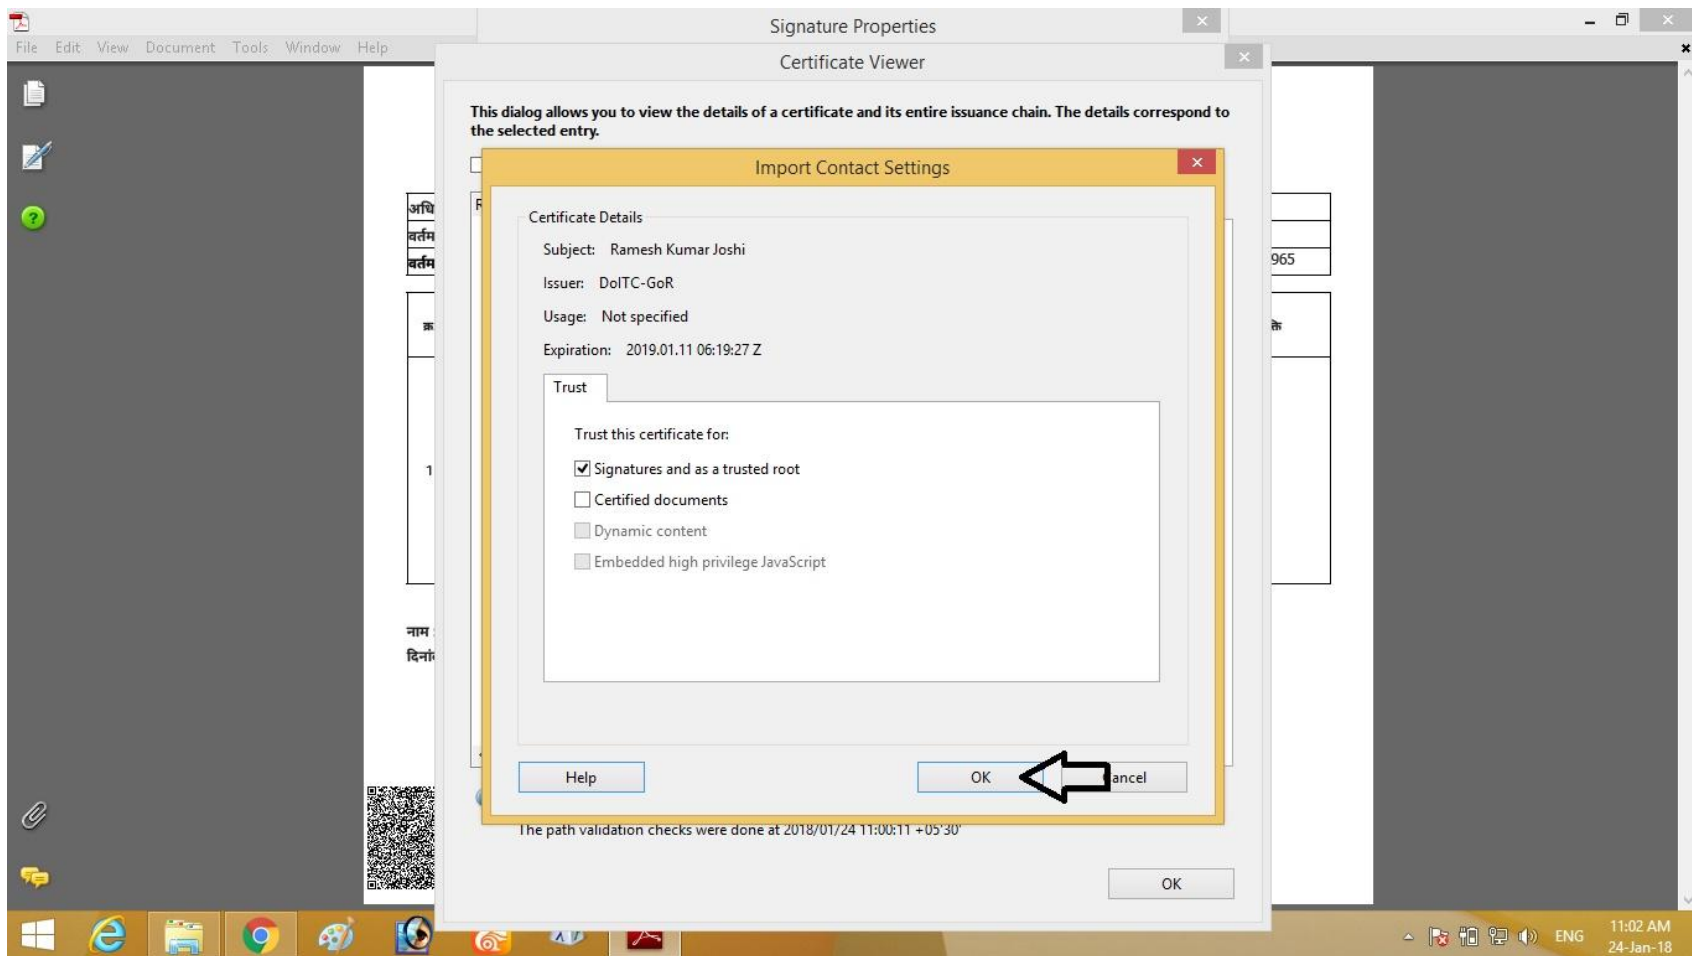 Signature Properties
File Edit View Document Tools Window Help
Certificate Viewer
This dialog allows you to view the details of a certificate and its entire issuance chain. The details correspond to
the selected entry.
Import Contact Settings
अधि
वर्तम
वर्तम
965
Certificate Details
Subject: Ramesh Kumar Joshi
Issuer: DoITC-GoR
Usage: Not specified
क्र
Expiration: 2019.01.11 06:19:27 Z
Trust
Trust this certificate for:
1
Signatures and as a trusted root
Certified documents
Dynamic content
Embedded high privilege JavaScript
नाम :
दिनां
Help OK ancel
The path validation checks were done at 2018/01/24 11:00:11 +05'30'
OK
ENG
11:02 AM
24-Jan-18